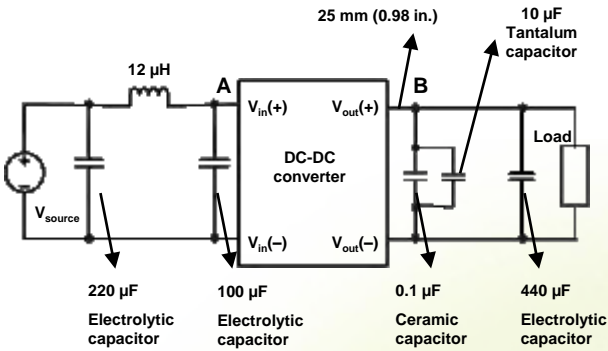 25 mm (0.98 in.)
10 µF
Tantalum
capacitor
12 µH
A
B
Vin(+)
Vout(+)
Load
DC-DC
converter
Vsource
Vin(–)
Vout(–)
220 µF
Electrolytic
capacitor
100 µF
Electrolytic
capacitor
0.1 µF
Ceramic
capacitor
440 µF
Electrolytic
capacitor